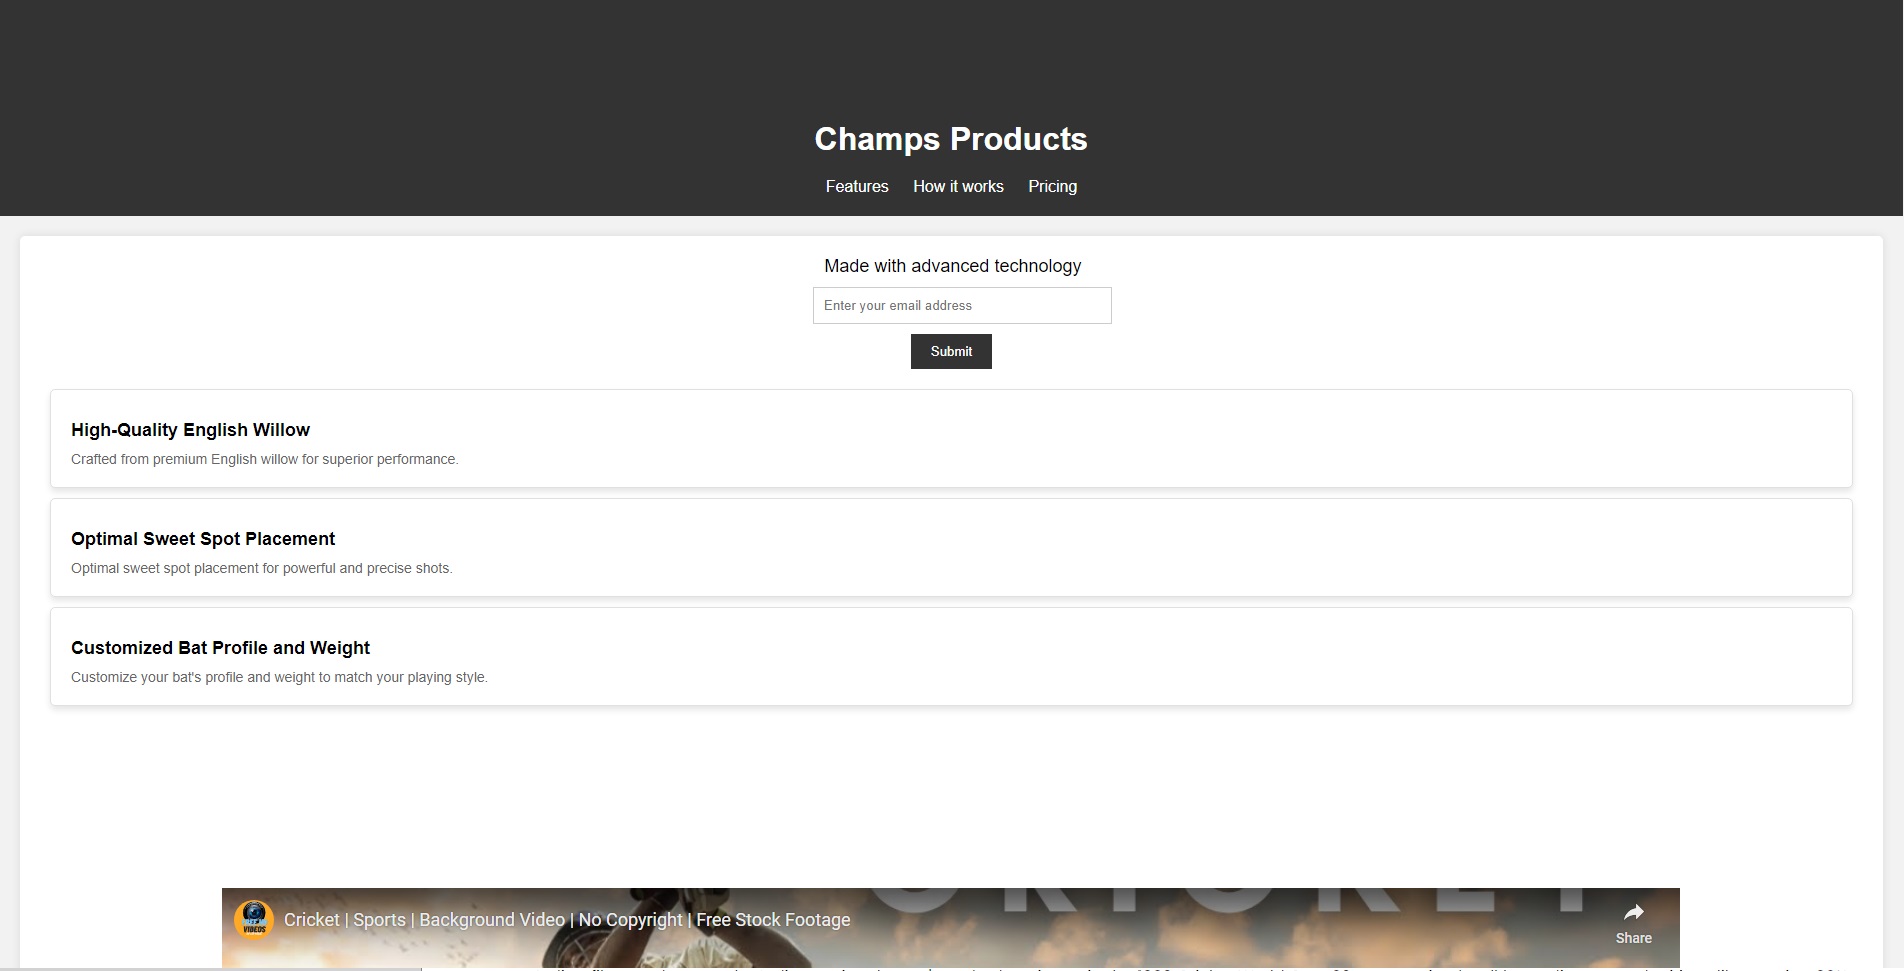 Champs Products
Features How it works Pricing
Made with advanced technology
Enter your email address
Submit
High-Quality English Willow
Crafted from premium English willow for superior performance.
Optimal Sweet Spot Placement
Optimal sweet spot placement for powerful and precise shots.
Customized Bat Profile and Weight
Customize your bat's profile and weight to match your playing style.
CRICKET
VIDEOS
Cricket | Sports | Background Video | No Copyright | Free Stock Footage
Share